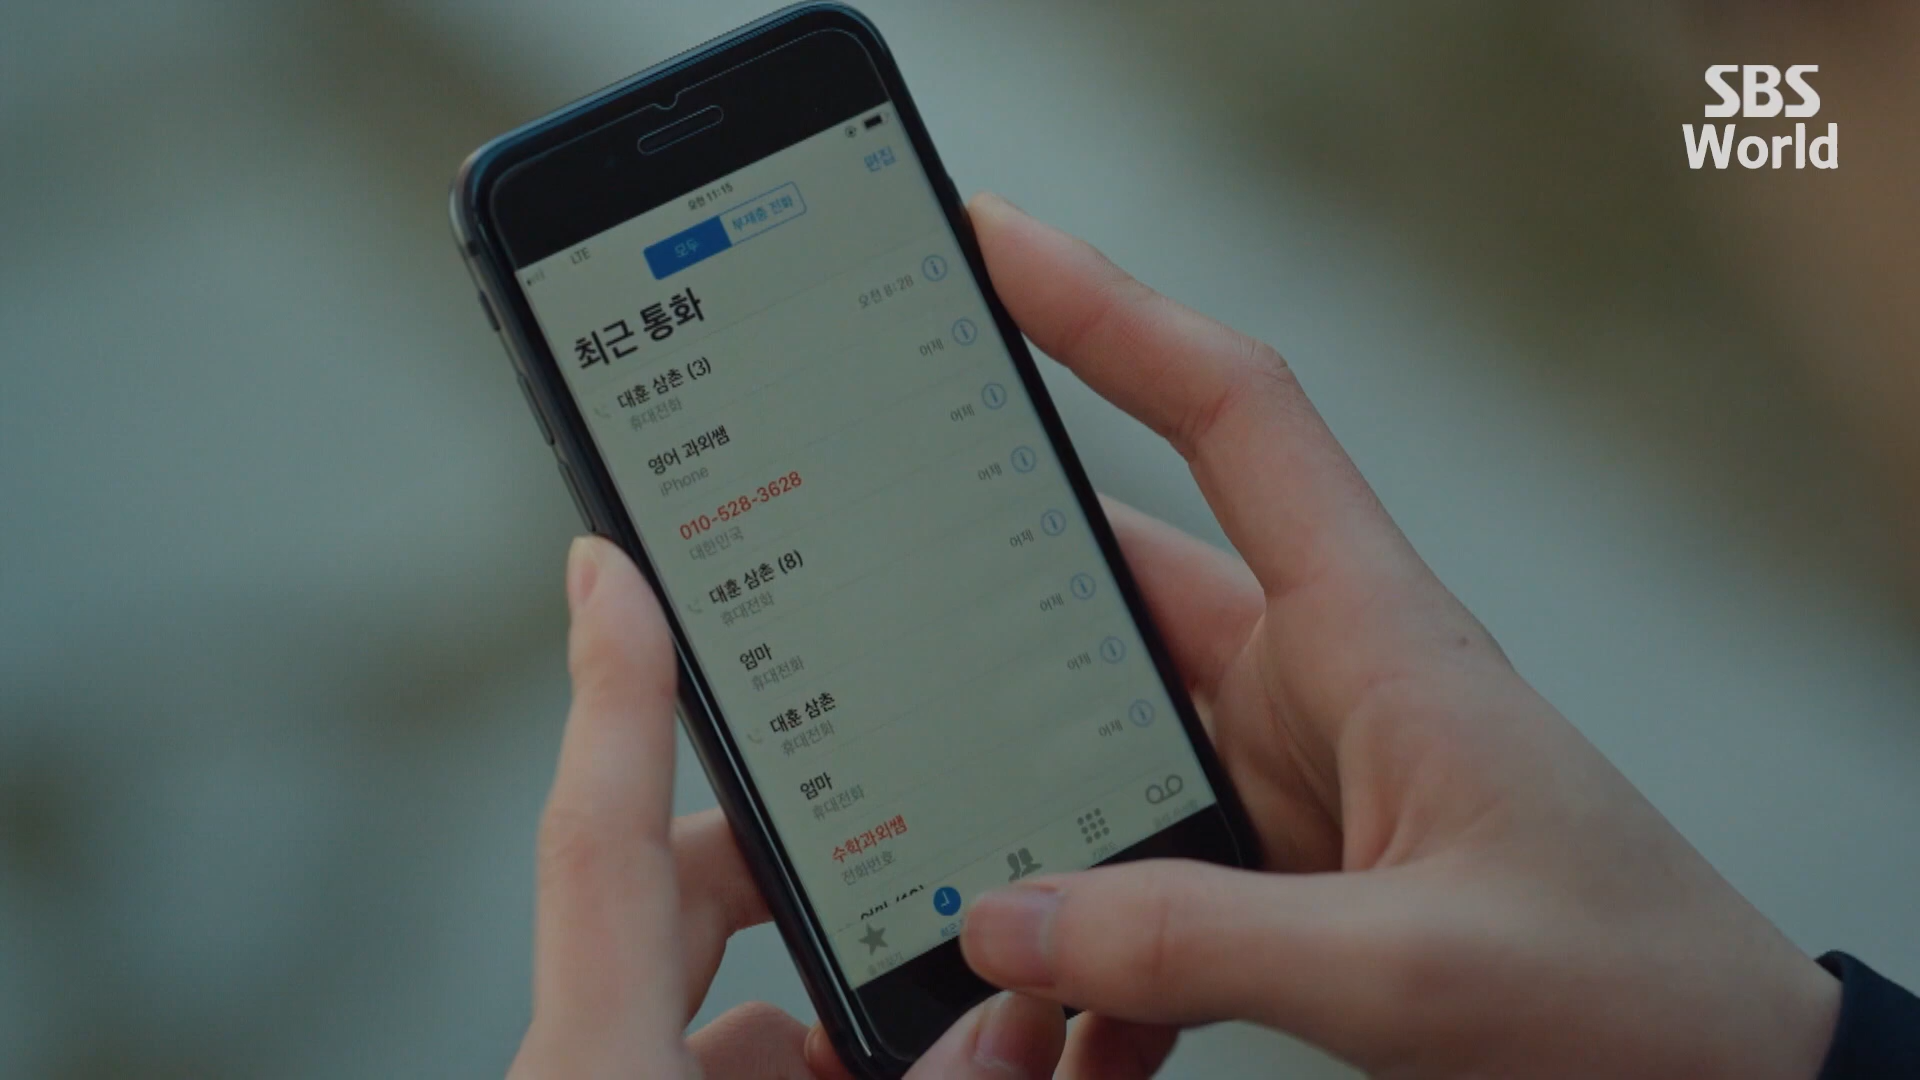 SBS
World
LTE
오전 11:15
모두
부재중 전화
편집
최근 통화
대훈 삼촌 (3)
휴대전화
오전 8:28
영어 과외쌤
iPhone
어제
010-528-3628
대한민국
어제
대훈 삼촌 (8)
휴대전화
어제
엄마
휴대전화
어제
대훈 삼촌
휴대전화
어제
엄마
휴대전화
어제
수학과외쌤
전화번호
어제